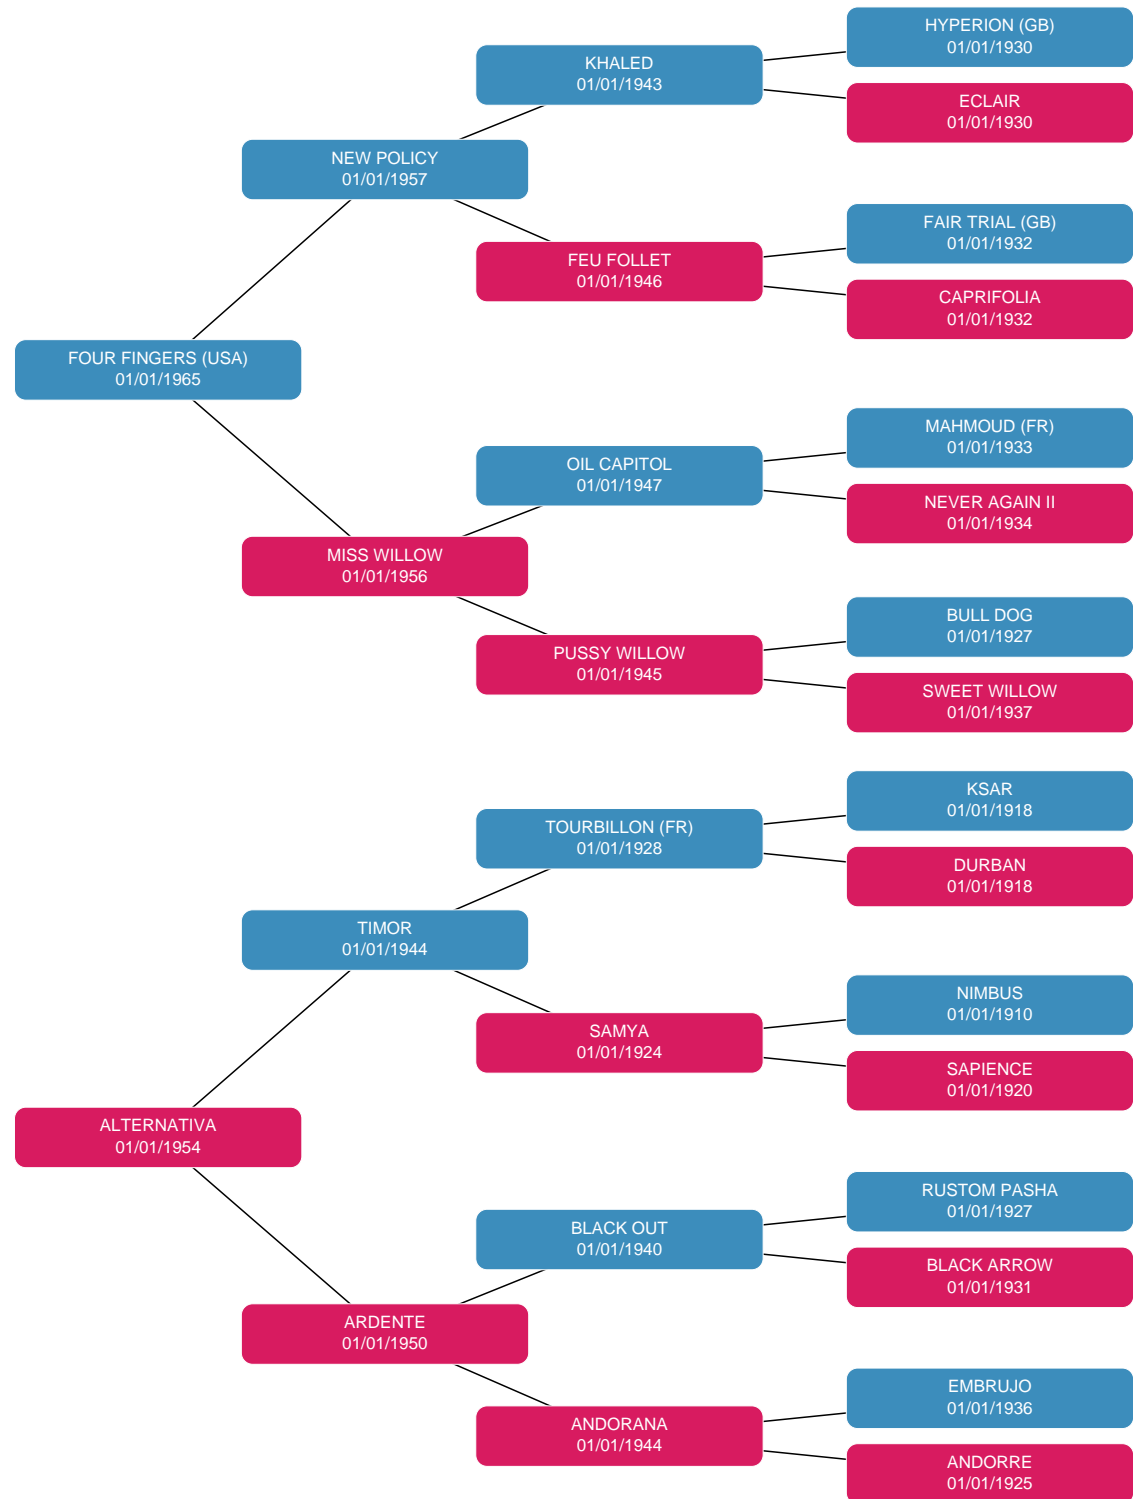 HYPERION (GB)
01/01/1930
KHALED
01/01/1943
ECLAIR
01/01/1930
NEW POLICY
01/01/1957
FAIR TRIAL (GB)
01/01/1932
FEU FOLLET
01/01/1946
CAPRIFOLIA
01/01/1932
FOUR FINGERS (USA)
01/01/1965
MAHMOUD (FR)
01/01/1933
OIL CAPITOL
01/01/1947
NEVER AGAIN II
01/01/1934
MISS WILLOW
01/01/1956
BULL DOG
01/01/1927
PUSSY WILLOW
01/01/1945
SWEET WILLOW
01/01/1937
KSAR
01/01/1918
TOURBILLON (FR)
01/01/1928
DURBAN
01/01/1918
TIMOR
01/01/1944
NIMBUS
01/01/1910
SAMYA
01/01/1924
SAPIENCE
01/01/1920
ALTERNATIVA
01/01/1954
RUSTOM PASHA
01/01/1927
BLACK OUT
01/01/1940
BLACK ARROW
01/01/1931
ARDENTE
01/01/1950
EMBRUJO
01/01/1936
ANDORANA
01/01/1944
ANDORRE
01/01/1925